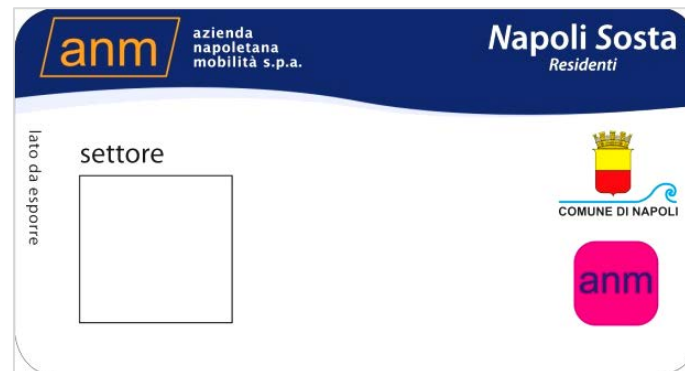 anm
azienda
napoletana
mobilità s.p.a.
Napoli Sosta
Residenti
lato da esporre
settore
COMUNE DI NAPOLI
anm